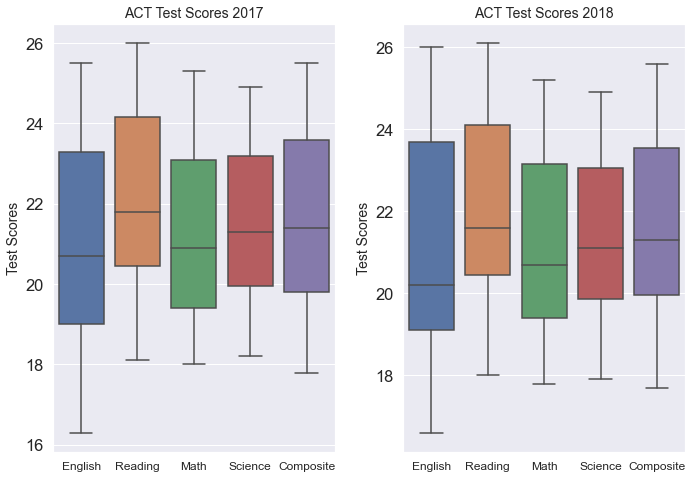 ACT Test Scores 2017
Test Scores
26
24
22
20
18
16
English Reading Math Science Composite
ACT Test Scores 2018
Test Scores
26
24
22
20
18
English Reading Math Science Composite